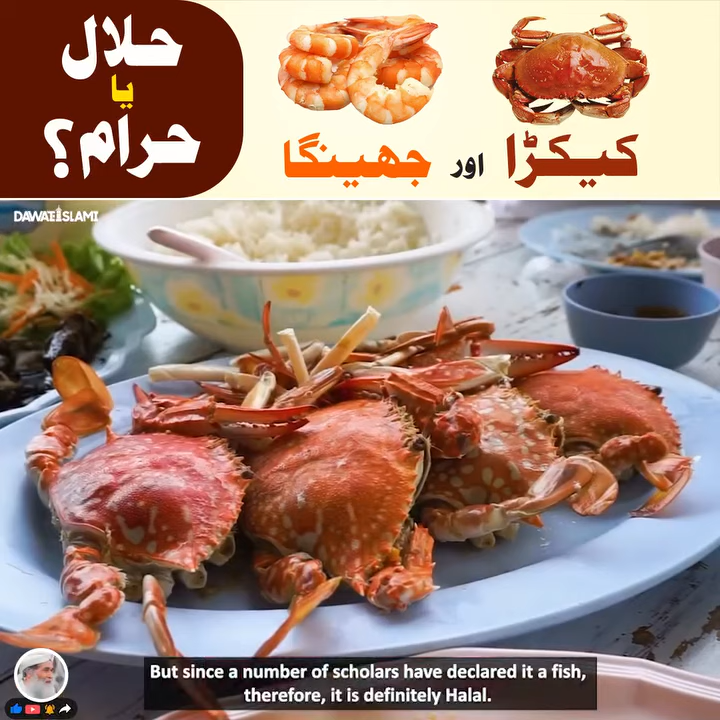 حلال
یا
حرام؟
کیکڑا اور جھینگا
DAWATEISLAMI
But since a number of scholars have declared it a fish,
therefore, it is definitely Halal.